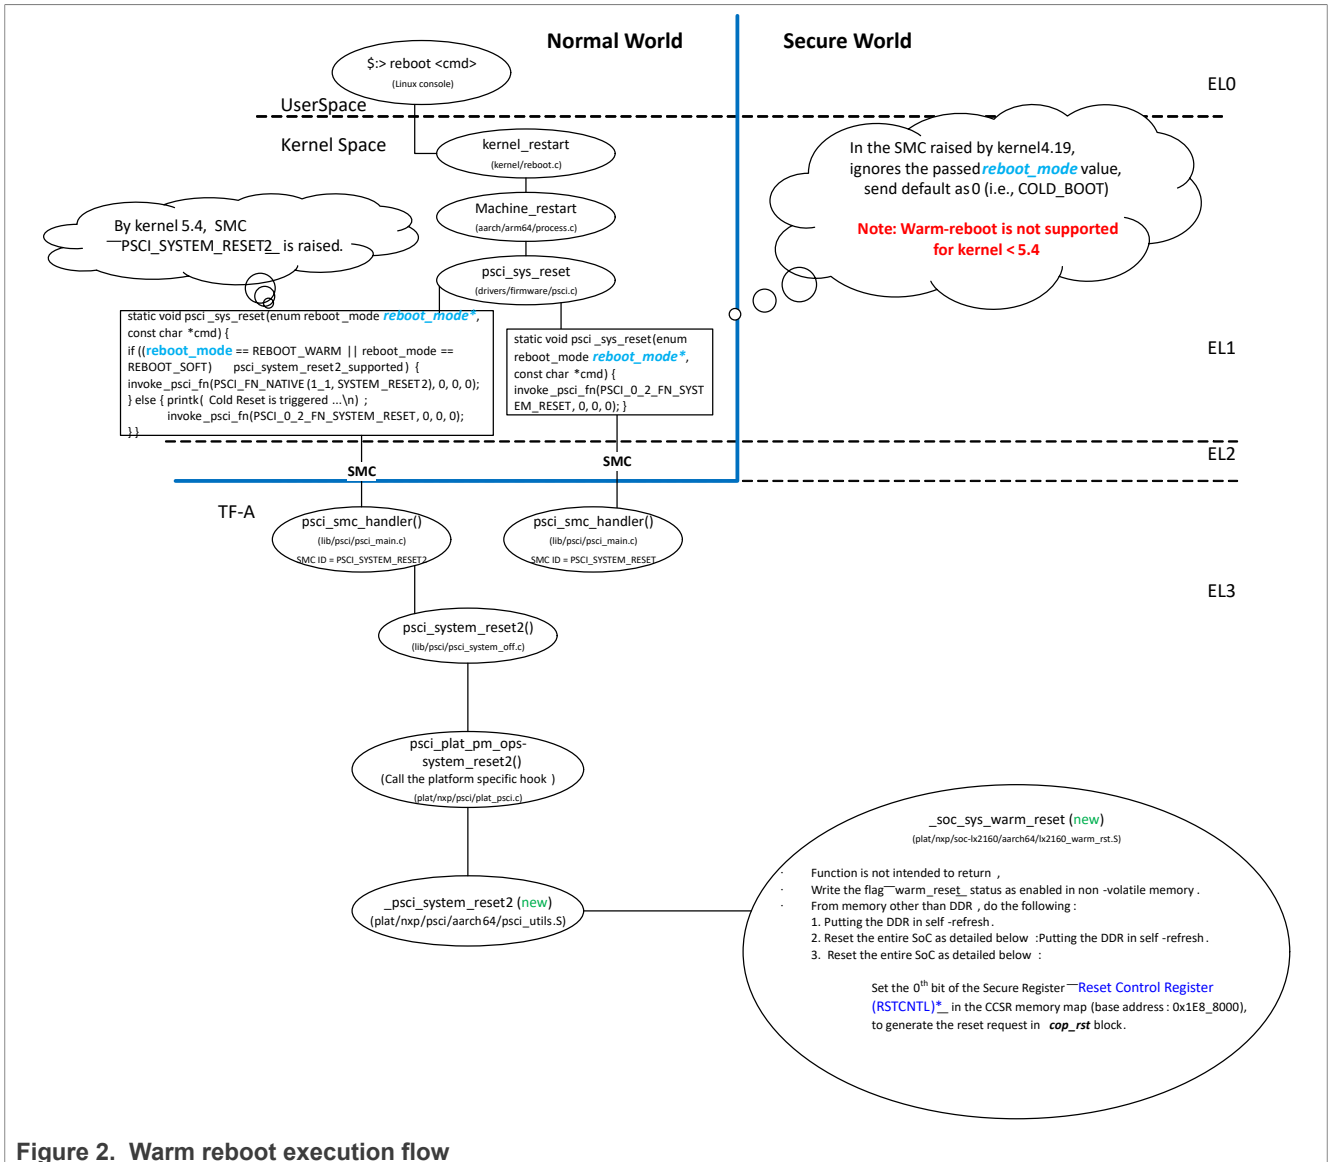 Normal World
Secure World
$:> reboot <cmd>
(Linux console)
EL0
UserSpace
Kernel Space
kernel_restart
(kernel/reboot.c)
In the SMC raised by kernel4.19,
ignores the passed reboot_mode value,
send default as 0 (i.e., COLD_BOOT)
Note: Warm-reboot is not supported
for kernel < 5.4
Machine_restart
(aarch/arm64/process.c)
By kernel 5.4, SMC
―PSCI_SYSTEM_RESET2_ is raised.
psci_sys_reset
(drivers/firmware/psci.c)
static void psci _sys_reset(enum reboot _mode reboot_mode*,
const char *cmd) {
if ((reboot_mode == REBOOT_WARM || reboot_mode ==
REBOOT_SOFT) psci_system_reset2_supported) {
invoke_psci_fn(PSCI_FN_NATIVE (1_1, SYSTEM_RESET2), 0, 0, 0);
} else { printk( Cold Reset is triggered ...\n) ;
invoke_psci_fn(PSCI_0_2_FN_SYSTEM_RESET, 0, 0, 0);
} }
static void psci _sys_reset(enum
reboot_mode reboot_mode*,
const char *cmd) {
invoke_psci_fn(PSCI_0_2_FN_SYST
EM_RESET, 0, 0, 0); }
EL1
EL2
SMC
SMC
TF-A
psci_smc_handler()
(lib/psci/psci_main.c)
SMC ID = PSCI_SYSTEM_RESET2
psci_smc_handler()
(lib/psci/psci_main.c)
SMC ID = PSCI_SYSTEM_RESET
EL3
psci_system_reset2()
(lib/psci/psci_system_off.c)
psci_plat_pm_ops-
system_reset2()
(Call the platform specific hook )
(plat/nxp/psci/plat_psci.c)
_psci_system_reset2 (new)
(plat/nxp/psci/aarch64/psci_utils.S)
_soc_sys_warm_reset (new)
(plat/nxp/soc-lx2160/aarch64/lx2160_warm_rst.S)
· Function is not intended to return ,
· Write the flag―warm_reset_ status as enabled in non -volatile memory .
· From memory other than DDR , do the following :
1. Putting the DDR in self -refresh .
2. Reset the entire SoC as detailed below :Putting the DDR in self -refresh .
3. Reset the entire SoC as detailed below :
Set the 0th bit of the Secure Register ―Reset Control Register
(RSTCNTL)*_ in the CCSR memory map (base address : 0x1E8_8000),
to generate the reset request in cop_rst block.
Figure 2. Warm reboot execution flow